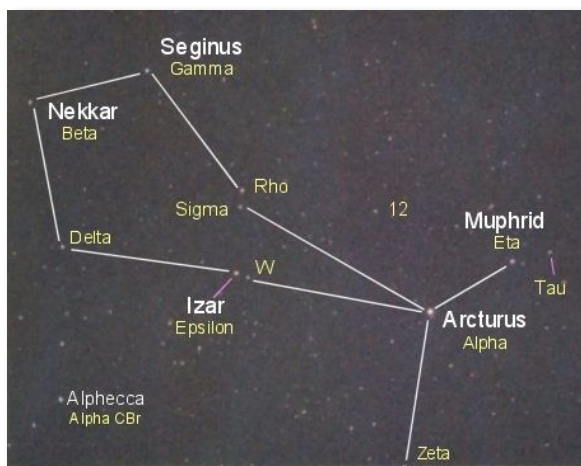 Seginus
Gamma
Nekkar
Beta
Rho
Sigma
12
Muphrid
Eta
Delta
W
Tau
Izar
Epsilon
Arcturus
Alpha
Alphecca
Alpha CBr
Zeta